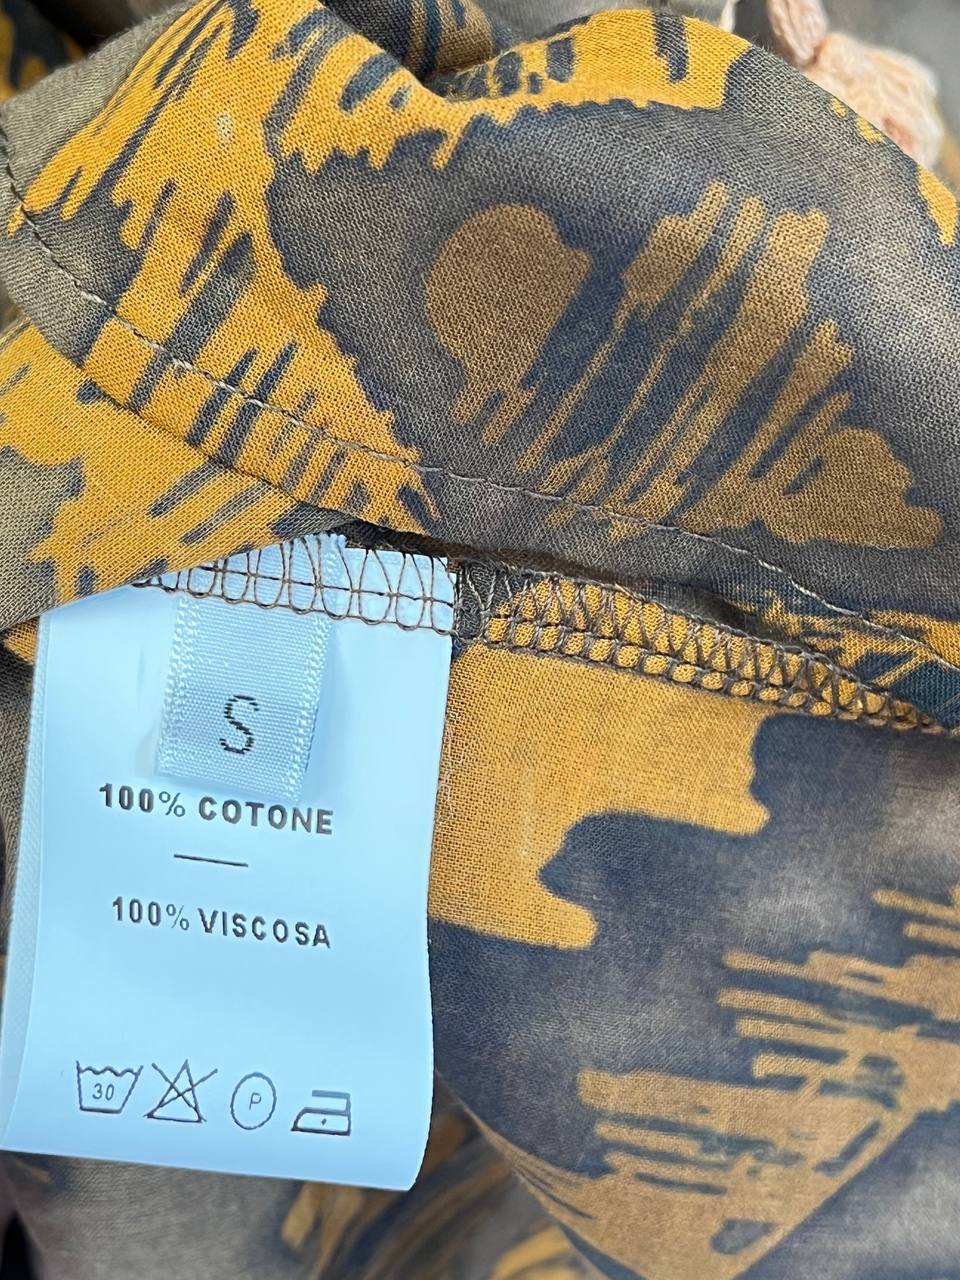 S
100% COTONE
100% VISCOSA
30 P